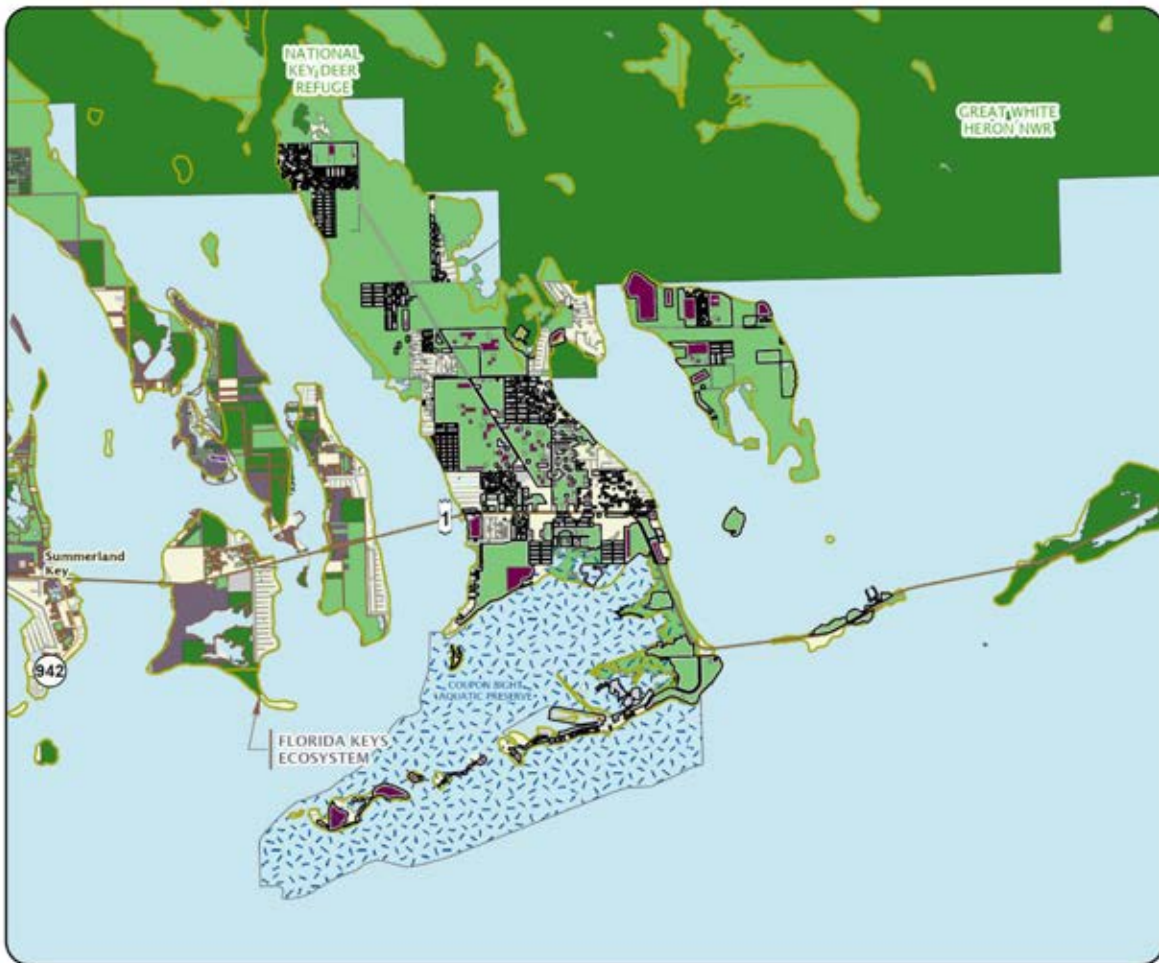 NATIONAL
KEY DEER
REFUGE
GREAT WHITE
HERON NWR
1
Summerland
Key
942
COUPON BIGHT
AQUATIC PRESERVE
FLORIDA KEYS
ECOSYSTEM